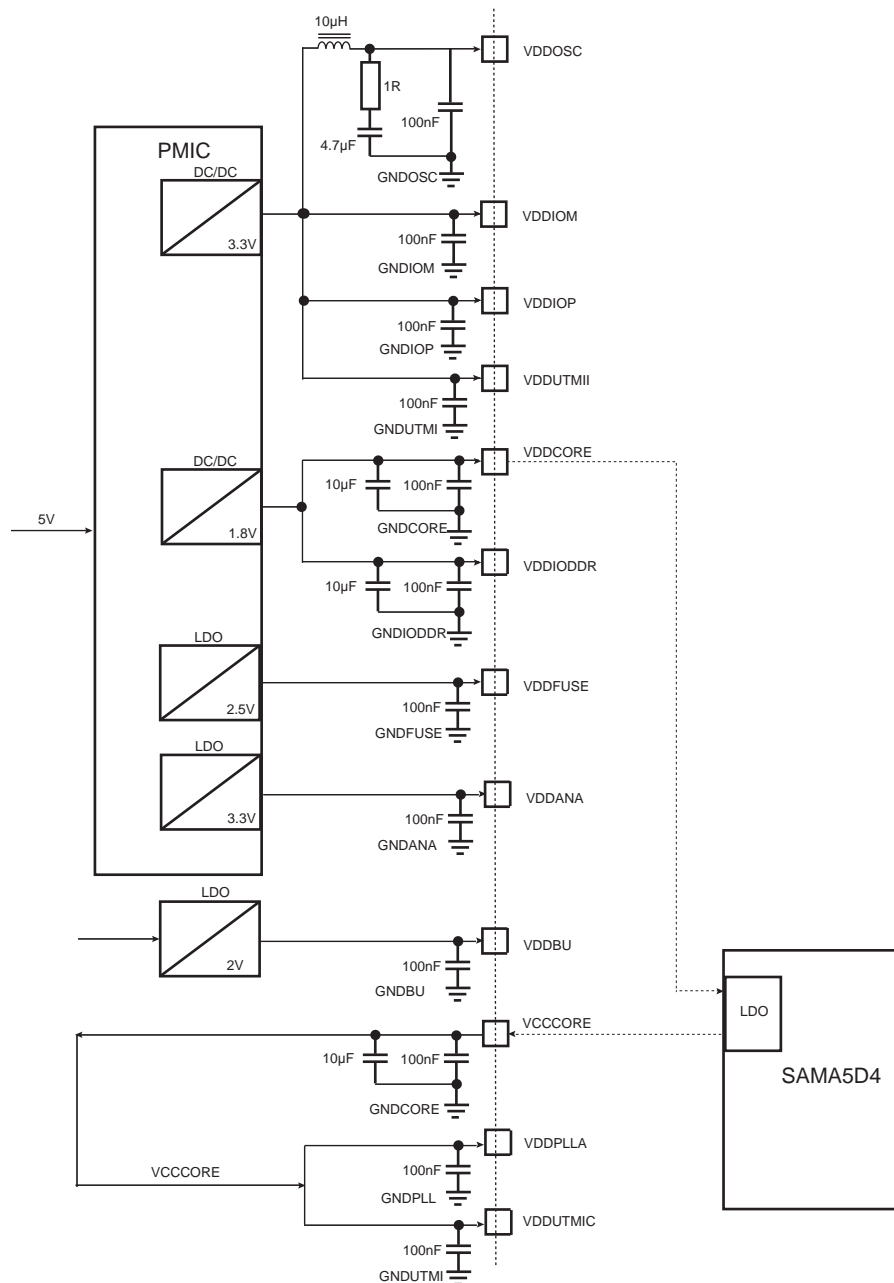 10µH
VDDOSC
1R
100nF
4.7µF
GNDOSC
PMIC
DC/DC
3.3V
VDDIOM
100nF
GNDIOM
VDDIOP
100nF
GNDIOP
VDDUTMII
100nF
GNDUTMI
DC/DC
1.8V
VDDCORE
10µF
100nF
GNDCORE
5V
VDDIODDR
10µF
100nF
GNDIODDR
LDO
2.5V
VDDFUSE
100nF
GNDFUSE
LDO
3.3V
VDDANA
100nF
GNDANA
LDO
2V
VDDBU
100nF
GNDBU
LDO
SAMA5D4
VCCCORE
10µF
100nF
GNDCORE
VDDPLLA
100nF
GNDPLL
VCCCORE
VDDUTMIC
100nF
GNDUTMI